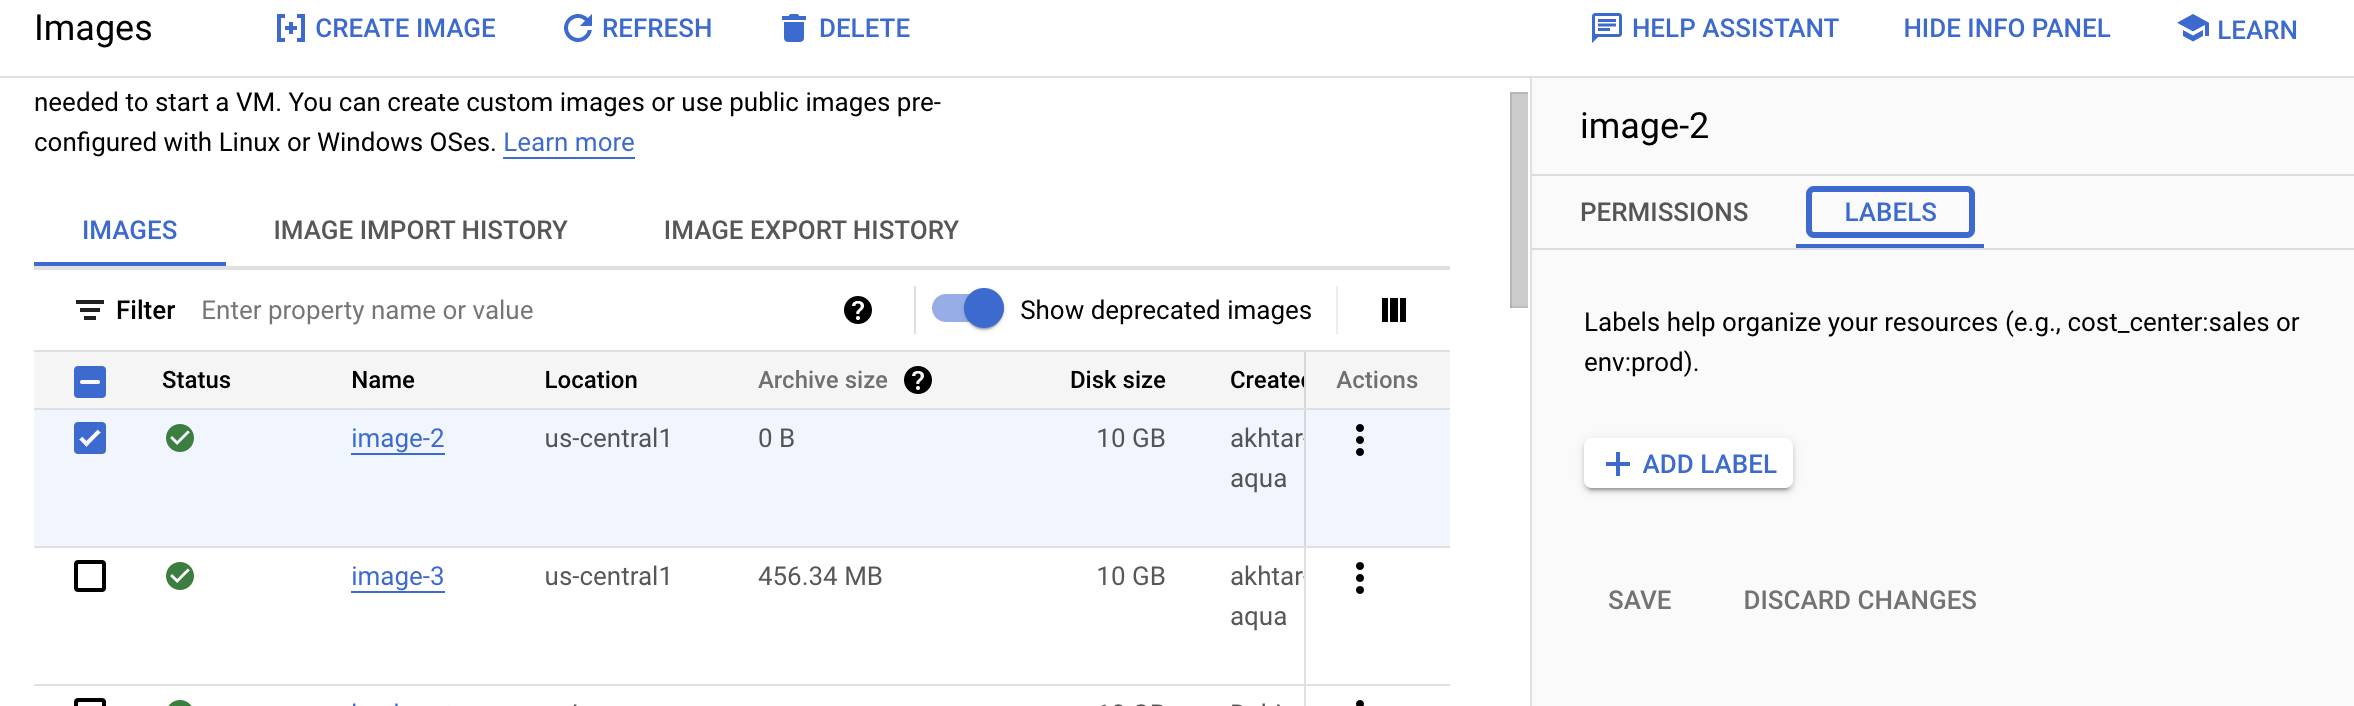 Images
CREATE IMAGE
REFRESH
DELETE
HELP ASSISTANT
HIDE INFO PANEL
LEARN
needed to start a VM. You can create custom images or use public images pre-
configured with Linux or Windows OSes. Learn more
IMAGES
IMAGE IMPORT HISTORY
IMAGE EXPORT HISTORY
Filter Enter property name or value
Show deprecated images
Status Name Location Archive size Disk size Created Actions
image-2 us-central1 0 B 10 GB akhtar-
aqua
image-3 us-central1 456.34 MB 10 GB akhtar-
aqua
image-2
PERMISSIONS
LABELS
Labels help organize your resources (e.g., cost_center:sales or
env:prod).
ADD LABEL
SAVE
DISCARD CHANGES